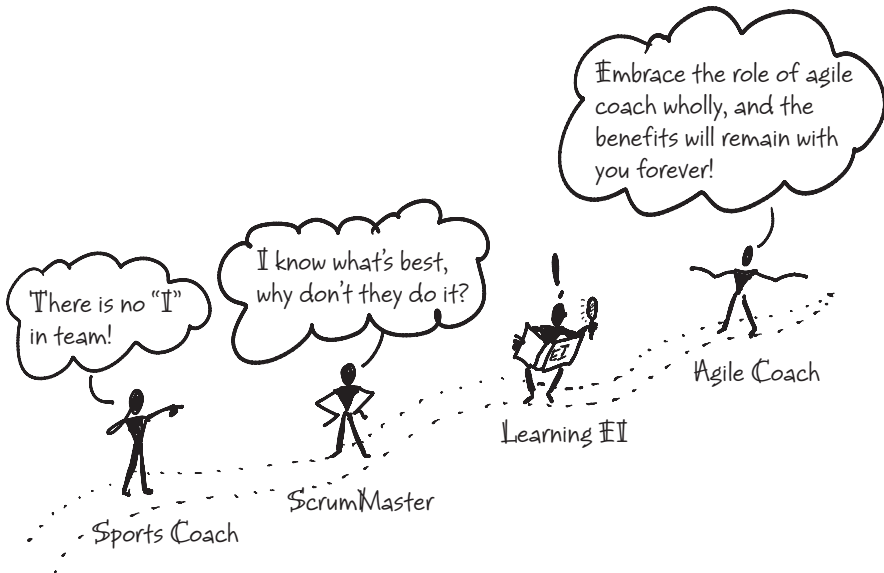 Embrace the role of agile
coach wholly, and the
benefits will remain with
you forever!
I know what's best,
why don't they do it?
There is no “I”
in team!
!
EI
Agile Coach
Learning EI
ScrumMaster
Sports Coach